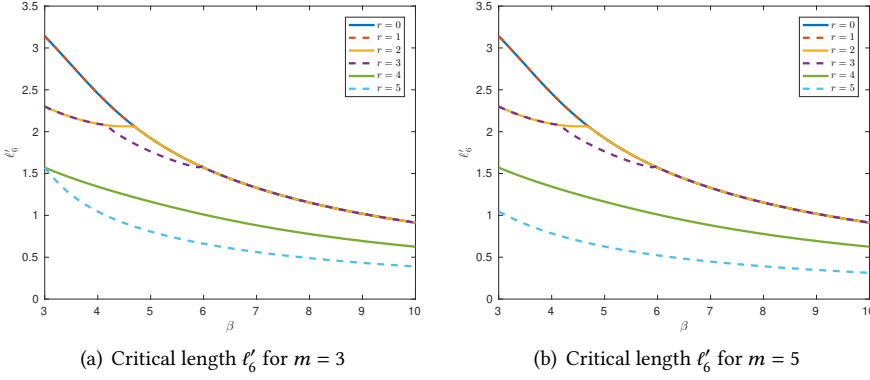 3.5
3
2.5
2
1.5
1
0.5
0
ℓ′₆
3 4 5 6 7 8 9 10
β
r = 0
r = 1
r = 2
r = 3
r = 4
r = 5
(a) Critical length ℓ′₆ for m = 3
3.5
3
2.5
2
1.5
1
0.5
0
ℓ′₆
3 4 5 6 7 8 9 10
β
r = 0
r = 1
r = 2
r = 3
r = 4
r = 5
(b) Critical length ℓ′₆ for m = 5